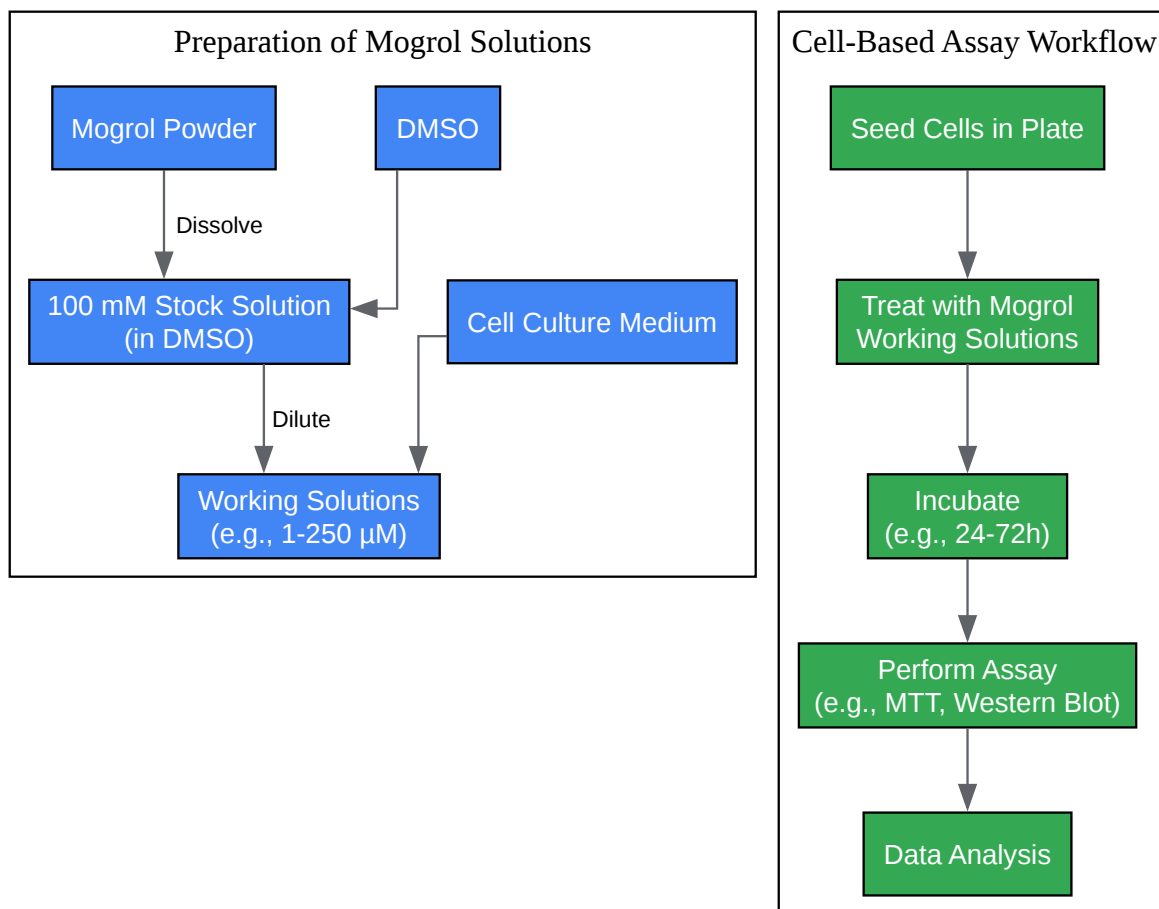 Preparation of Mogrol Solutions
Mogrol Powder
DMSO
Dissolve
100 mM Stock Solution
(in DMSO)
Cell Culture Medium
Dilute
Working Solutions
(e.g., 1-250 µM)
Cell-Based Assay Workflow
Seed Cells in Plate
Treat with Mogrol
Working Solutions
Incubate
(e.g., 24-72h)
Perform Assay
(e.g., MTT, Western Blot)
Data Analysis